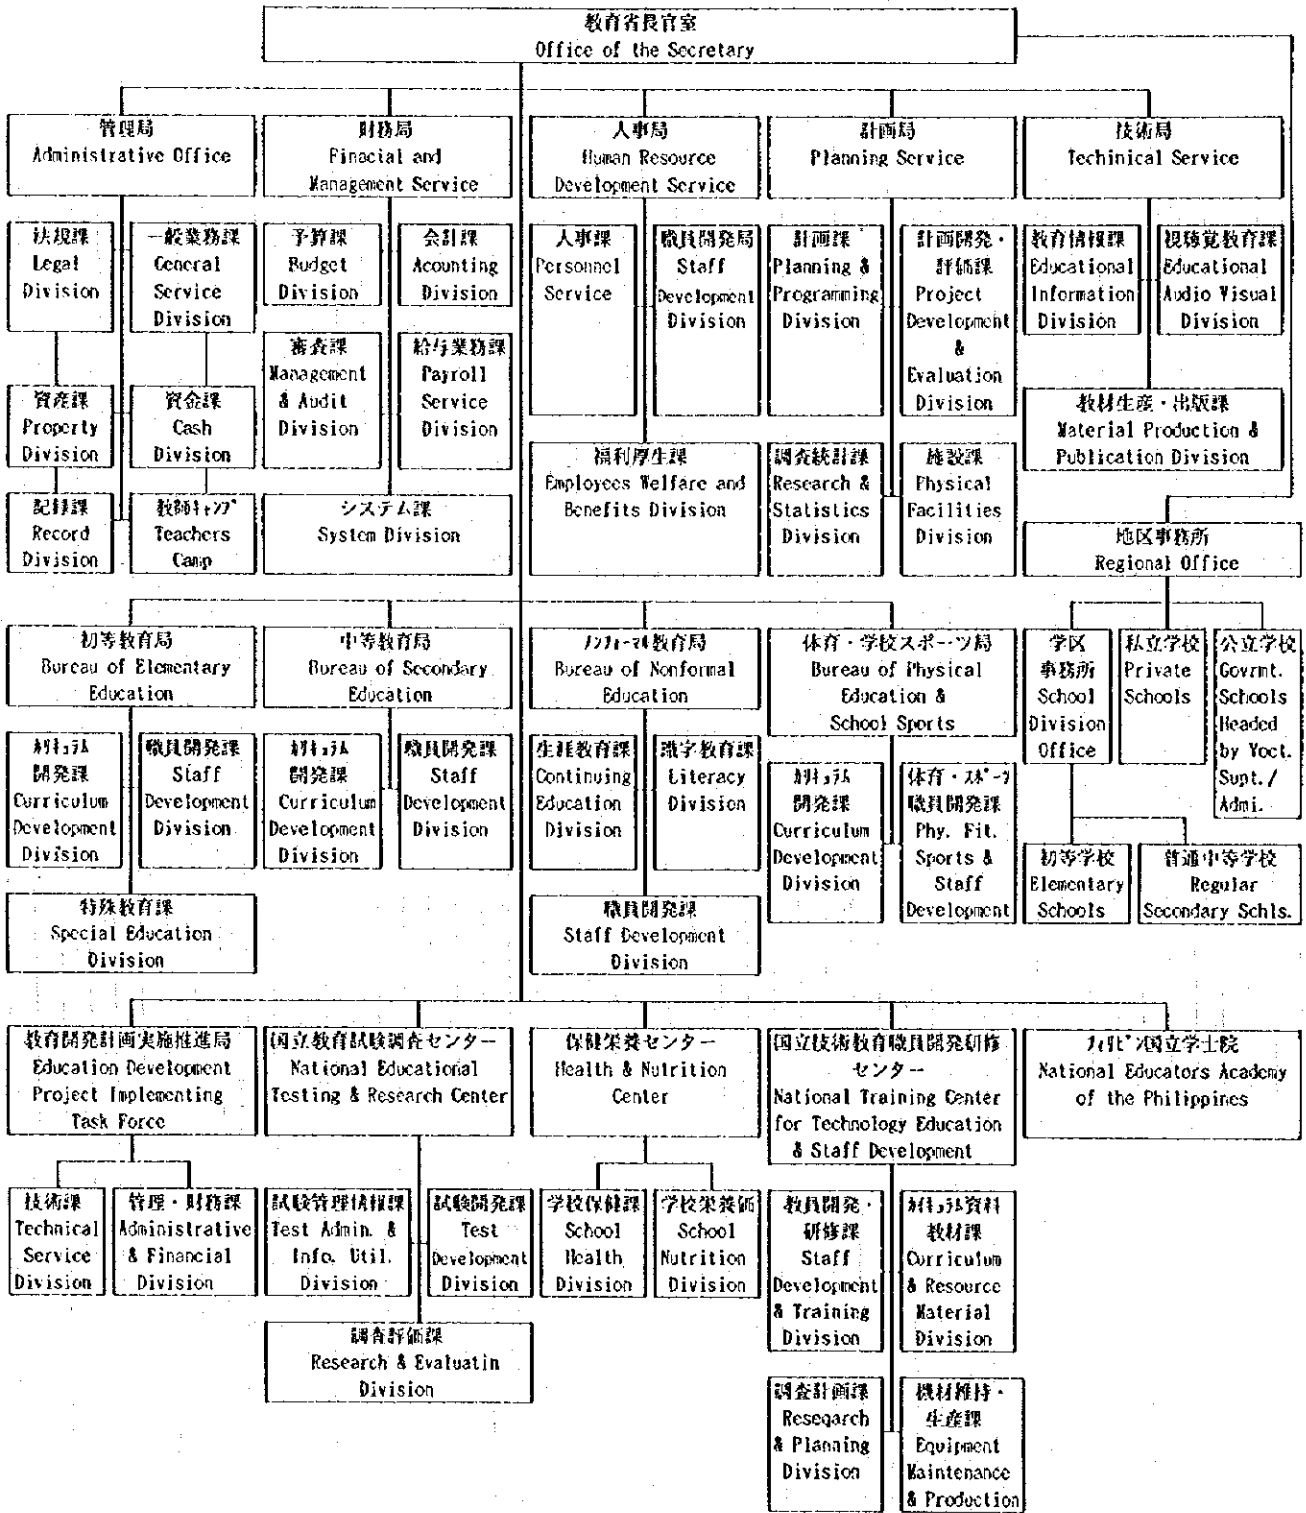 教育省長官室
Office of the Secretary
管理局
Administrative Office
財務局
Finacial and
Management Service
人事局
Human Resource
Development Service
計画局
Planning Service
技術局
Techinical Service
法規課
Legal
Division
一般業務課
General
Service
Division
予算課
Budget
Division
会計課
Acounting
Division
人事課
Personnel
Service
職員開発局
Staff
Development
Division
計画課
Planning &
Programming
Division
計画開発・
評価課
Project
Development
&
Evaluation
Division
教育情報課
Educational
Information
Division
視聴覚教育課
Educational
Audio Visual
Division
審査課
Management
& Audit
Division
給与業務課
Payroll
Service
Division
資産課
Property
Division
資金課
Cash
Division
教材生産・出版課
Material Production &
Publication Division
福利厚生課
Employees Welfare and
Benefits Division
調査統計課
Research &
Statistics
Division
施設課
Physical
Facilities
Division
記録課
Record
Division
教師ｷｬﾝﾌﾟ
Teachers
Camp
システム課
System Division
地区事務所
Regional Office
初等教育局
Bureau of Elementary
Education
中等教育局
Bureau of Secondary
Education
ﾉﾝﾌｫｰﾏﾙ教育局
Bureau of Nonformal
Education
体育・学校スポーツ局
Bureau of Physical
Education &
School Sports
学区
事務所
School
Division
Office
私立学校
Private
Schools
公立学校
Govrnt.
Schools
Headed
by Voct.
Supt./
Admi.
ｶﾘｷｭﾗﾑ
開発課
Curriculum
Development
Division
職員開発課
Staff
Development
Division
ｶﾘｷｭﾗﾑ
開発課
Curriculum
Development
Division
職員開発課
Staff
Development
Division
生涯教育課
Continuing
Education
Division
識字教育課
Literacy
Division
ｶﾘｷｭﾗﾑ
開発課
Curriculum
Development
Division
体育・ｽﾎﾟｰﾂ
職員開発課
Phy. Fit.
Sports &
Staff
Development
初等学校
Elementary
Schools
普通中等学校
Regular
Secondary Schls.
特殊教育課
Special Education
Division
職員開発課
Staff Development
Division
教育開発計画実施推進局
Education Development
Project Implementing
Task Force
国立教育試験調査センター
National Educational
Testing & Research Center
保健栄養センター
Health & Nutrition
Center
国立技術教育職員開発研修
センター
National Training Center
for Technology Education
& Staff Development
ﾌｨﾘﾋﾟﾝ国立学士院
National Educators Academy
of the Philippines
技術課
Technical
Service
Division
管理・財務課
Administrative
& Financial
Division
試験管理情報課
Test Admin. &
Info. Util.
Division
試験開発課
Test
Development
Division
学校保健課
School
Health
Division
学校栄養価
School
Nutrition
Division
教員開発・
研修課
Staff
Development
& Training
Division
ｶﾘｷｭﾗﾑ資料
教材課
Curriculum
& Resource
Material
Division
調査評価課
Research & Evaluatin
Division
調査計画課
Reseqarch
& Planning
Division
機材維持・
生産課
Equipment
Maintenance
& Production